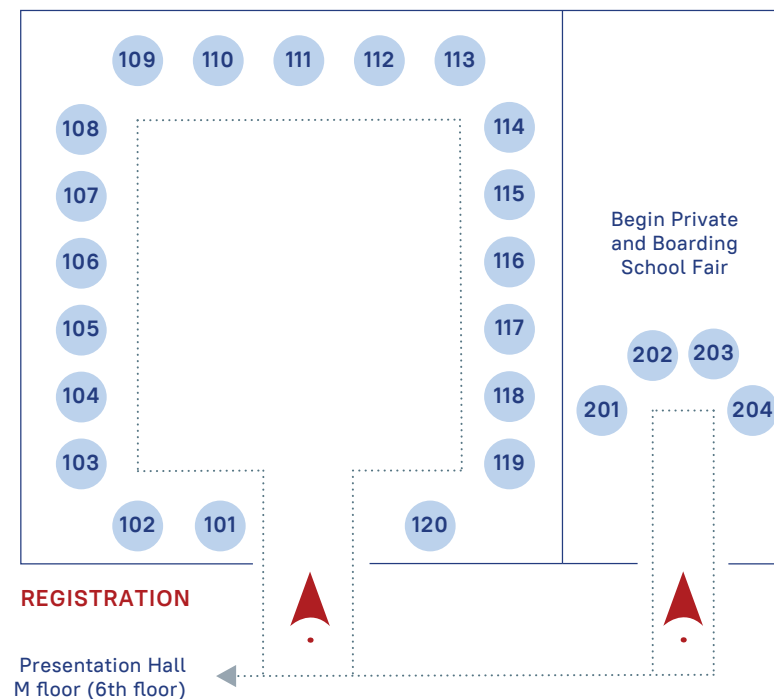 109 110 111 112 113
108 114
107 115
106 116
105 117
104 118
103 119
102 101 120
Begin Private
and Boarding
School Fair
202 203
201 204
REGISTRATION
Presentation Hall
M floor (6th floor)